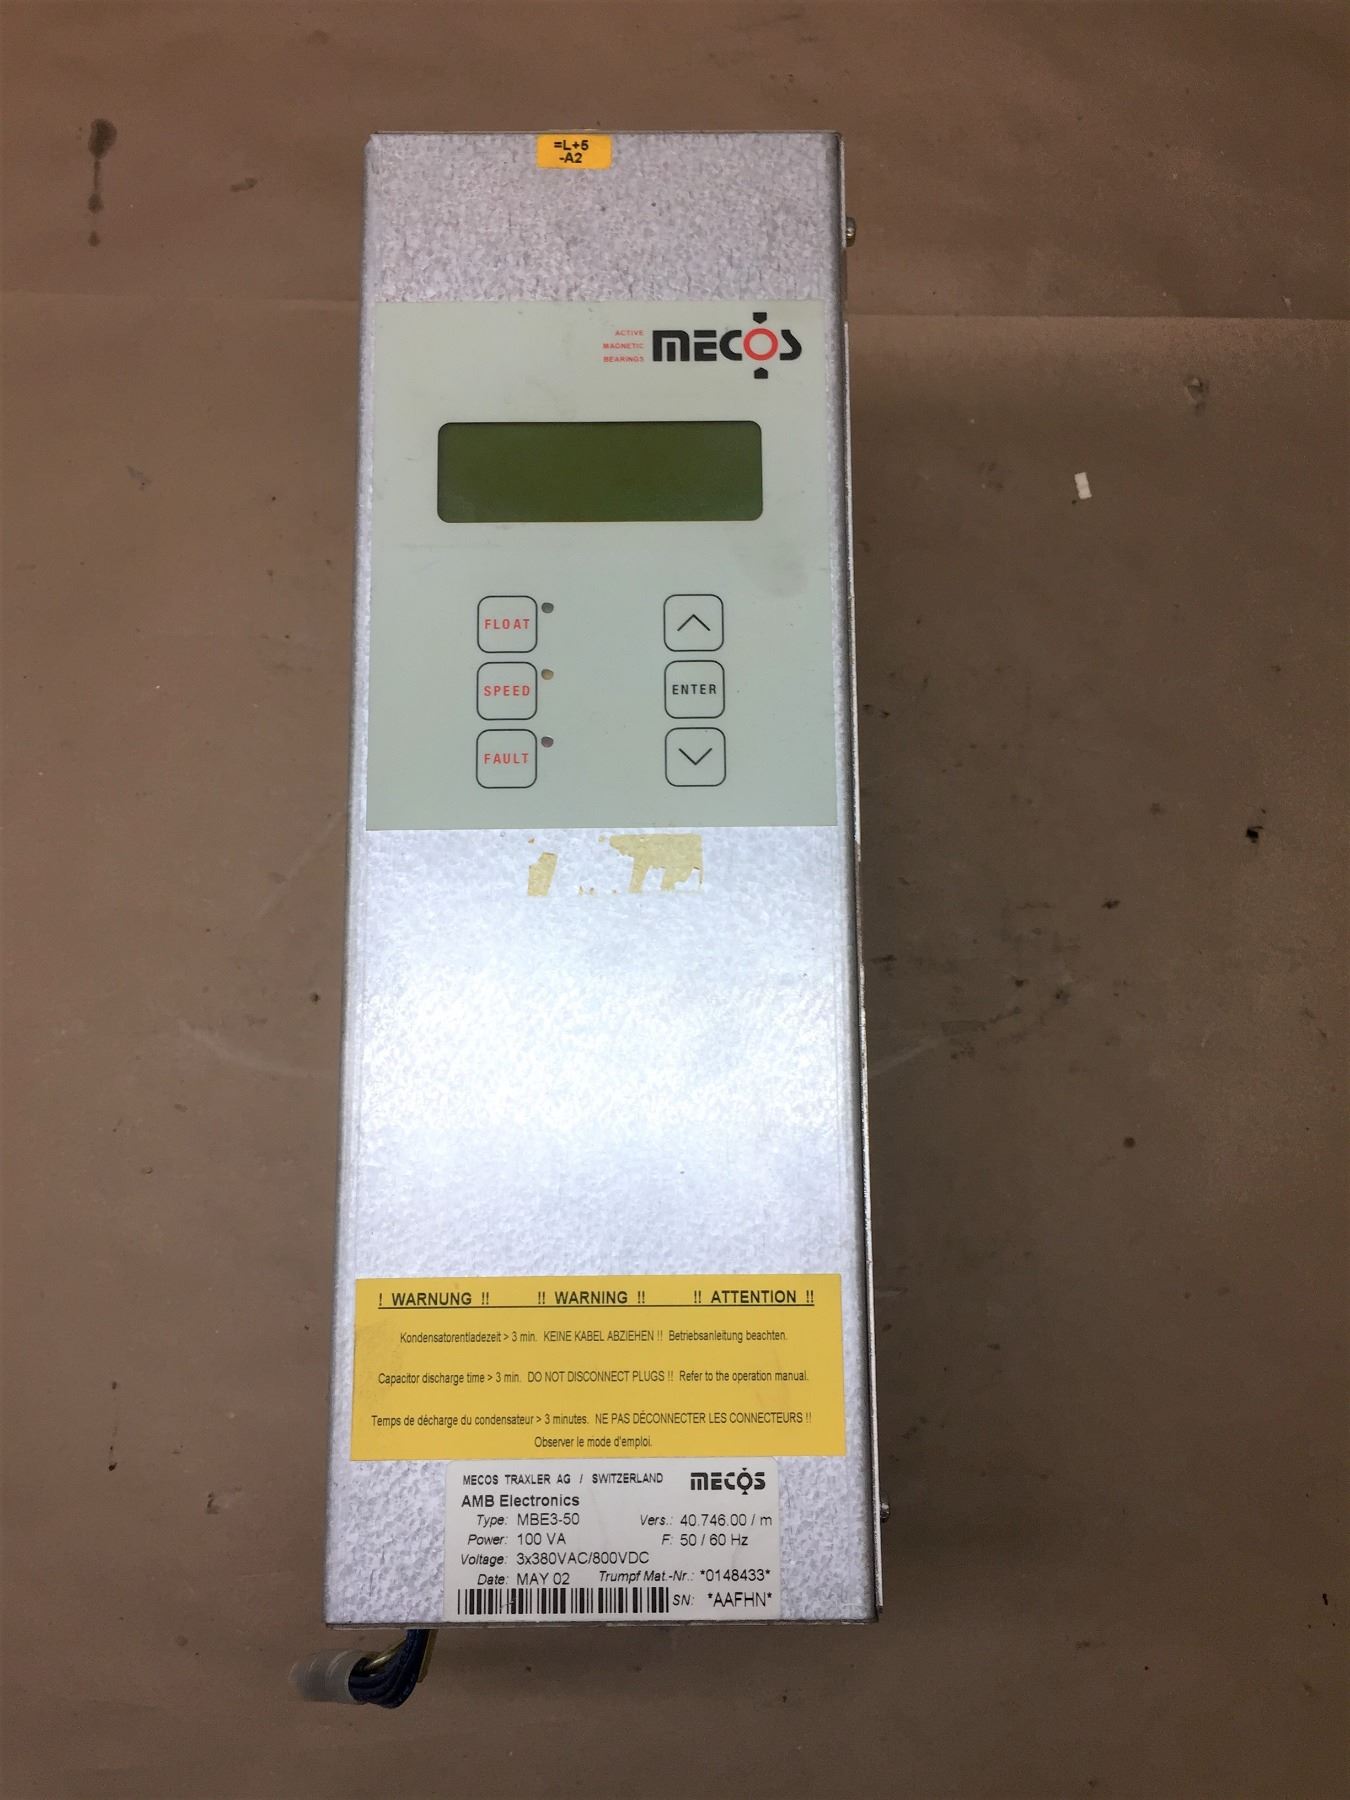 =L+5
-A2
ACTIVE
MAGNETIC
BEARINGS
MECOS
FLOAT
SPEED
ENTER
FAULT
! WARNUNG !! !! WARNING !! !! ATTENTION !!
Kondensatorentladezeit > 3 min. KEINE KABEL ABZIEHEN !! Betriebsanleitung beachten.
Capacitor discharge time > 3 min. DO NOT DISCONNECT PLUGS !! Refer to the operation manual.
Temps de décharge du condensateur > 3 minutes. NE PAS DÉCONNECTER LES CONNECTEURS !!
Observer le mode d'emploi.
MECOS TRAXLER AG / SWITZERLAND MECOS
AMB Electronics
Type: MBE3-50 Vers.: 40.746.00 / m
Power: 100 VA F: 50 / 60 Hz
Voltage: 3x380VAC/800VDC
Date: MAY 02 Trumpf Mat.-Nr.: *0148433*
SN: *AAFHN*